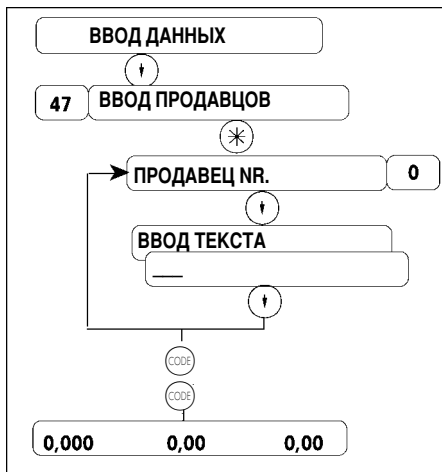 ВВОД ДАННЫХ
47 ВВОД ПРОДАВЦОВ
ПРОДАВЕЦ NR. 0
ВВОД ТЕКСТА
CODE
CODE
0,000 0,00 0,00